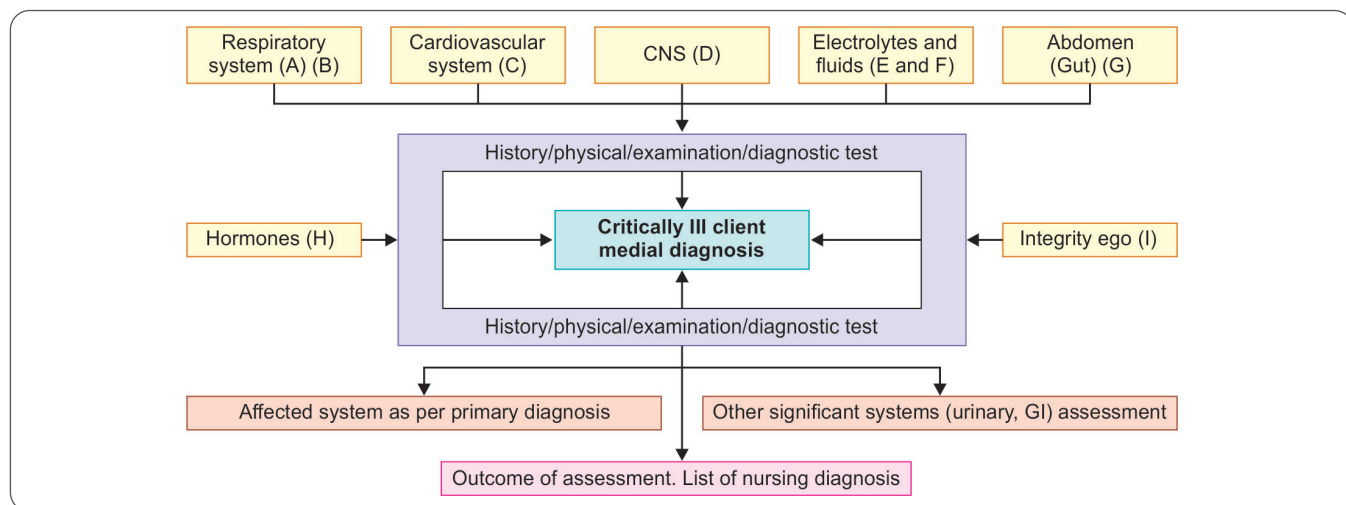 Respiratory
system (A) (B)
Cardiovascular
system (C)
CNS (D)
Electrolytes and
fluids (E and F)
Abdomen
(Gut) (G)
History/physical/examination/diagnostic test
Hormones (H)
Critically III client
medial diagnosis
Integrity ego (I)
History/physical/examination/diagnostic test
Affected system as per primary diagnosis
Other significant systems (urinary, GI) assessment
Outcome of assessment. List of nursing diagnosis